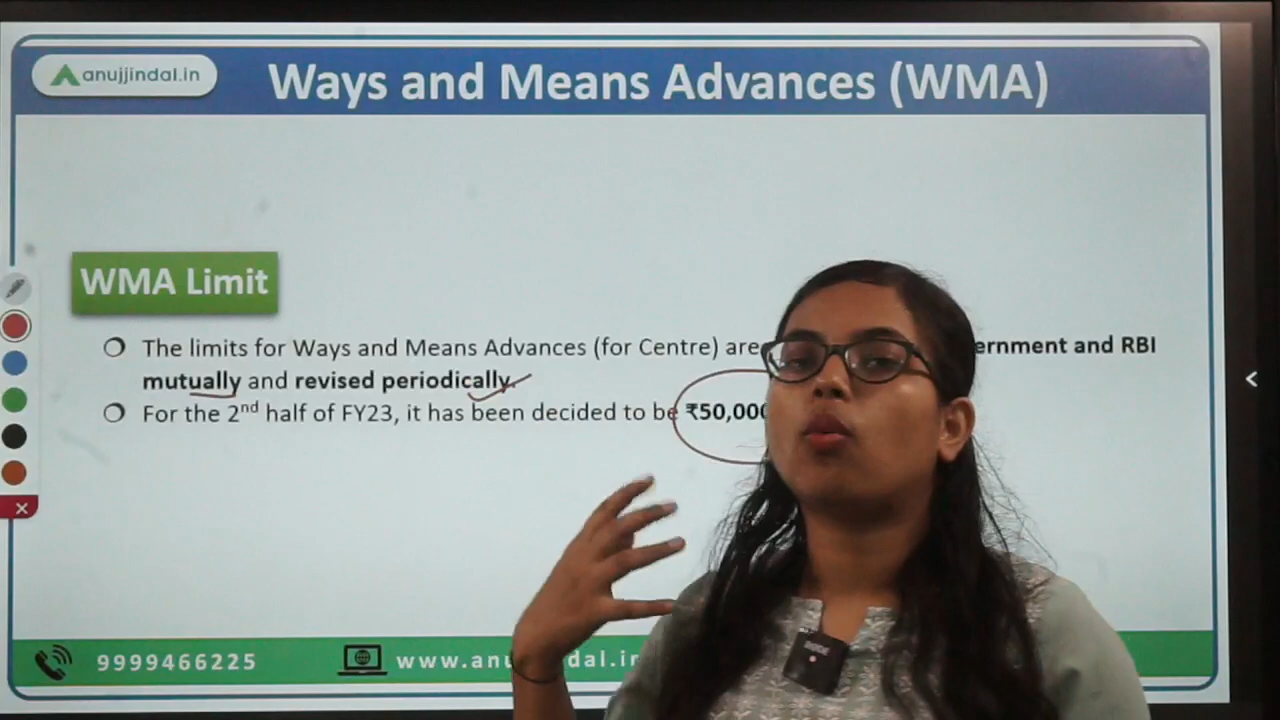 anujjindal.in
Ways and Means Advances (WMA)
WMA Limit
The limits for Ways and Means Advances (for Centre) are ernment and RBI
mutually and revised periodically.
For the 2nd half of FY23, it has been decided to be ₹50,000
9999466225
www.anujjindal.in